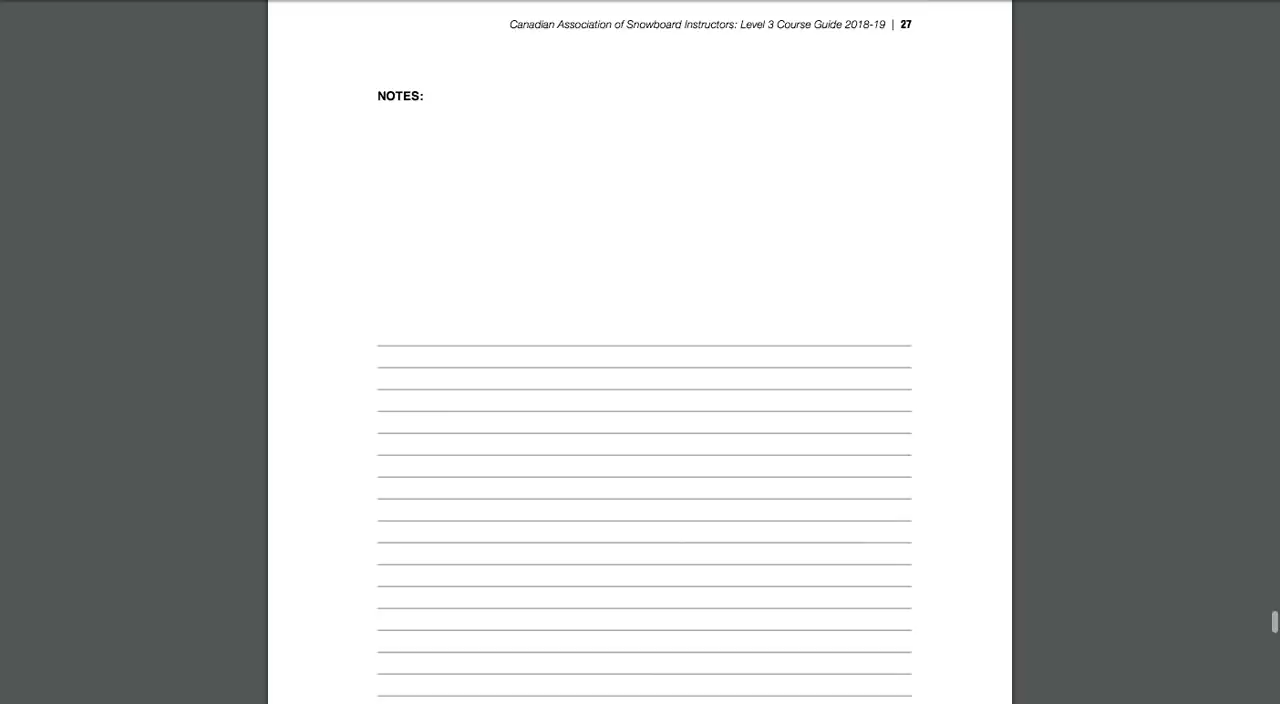 Canadian Association of Snowboard Instructors: Level 3 Course Guide 2018-19 | 27
NOTES: